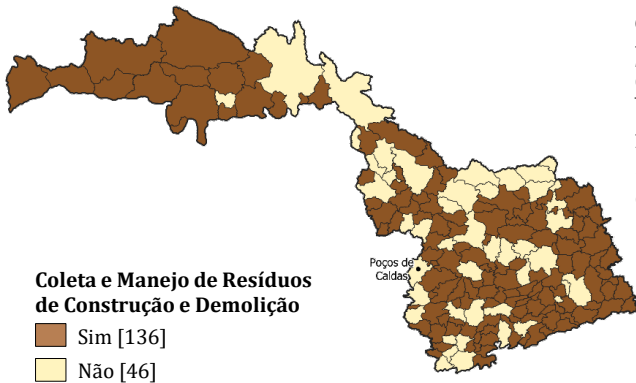 Poços de
Caldas
Coleta e Manejo de Resíduos
de Construção e Demolição
Sim [136]
Não [46]